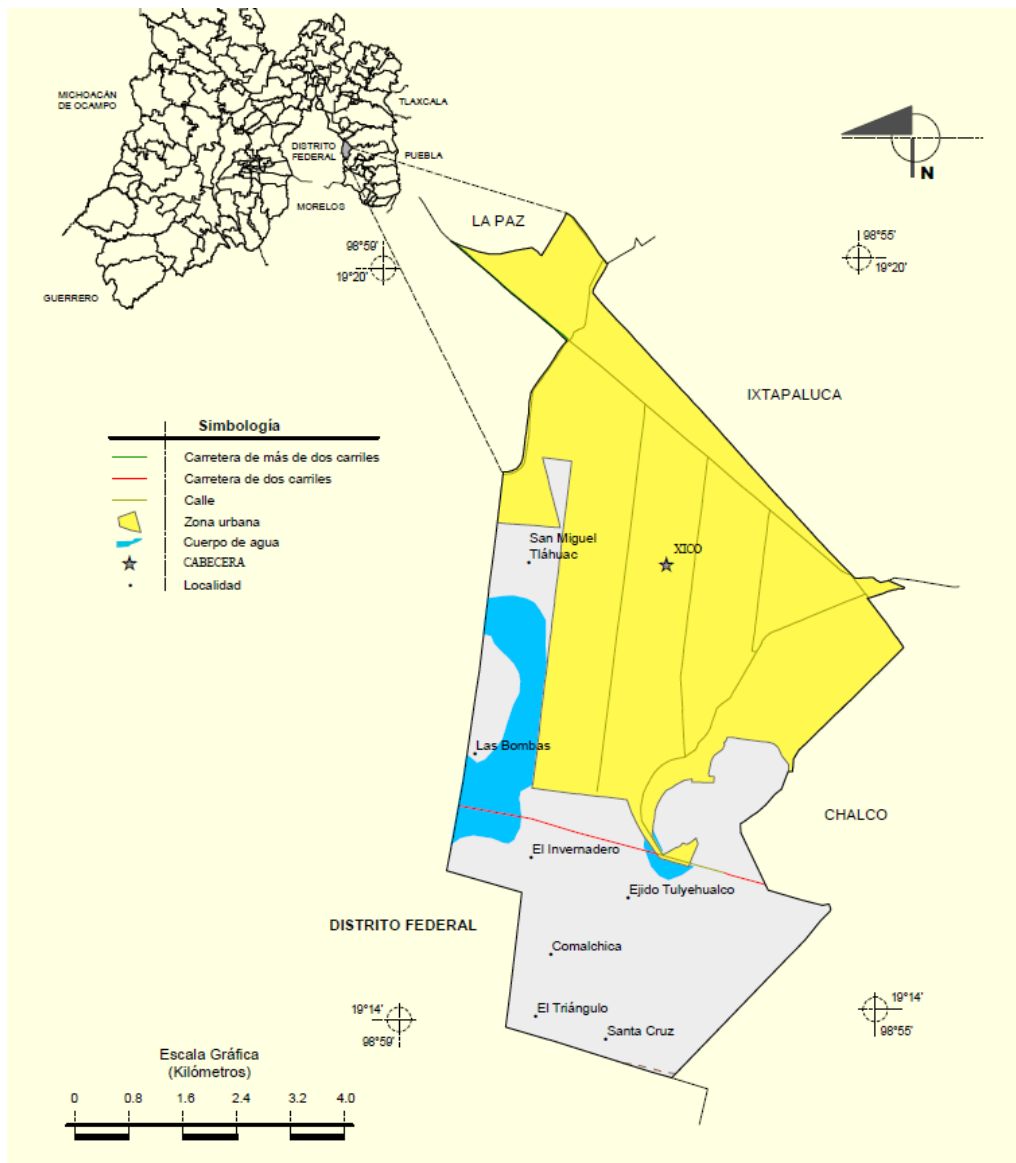 MICHOACÁN
DE OCAMPO
TLAXCALA
DISTRITO
FEDERAL
PUEBLA
MORELOS
GUERRERO
N
LA PAZ
98°59'
19°20'
98°55'
19°20'
IXTAPALUCA
Simbología
Carretera de más de dos carriles
Carretera de dos carriles
Calle
Zona urbana
Cuerpo de agua
CABECERA
Localidad
San Miguel
Tláhuac
XICO
Las Bombas
CHALCO
El Invernadero
Ejido Tulyehualco
DISTRITO FEDERAL
Comalchica
El Triángulo
Santa Cruz
19°14'
98°59'
19°14'
98°55'
Escala Gráfica
(Kilómetros)
0 0.8 1.6 2.4 3.2 4.0